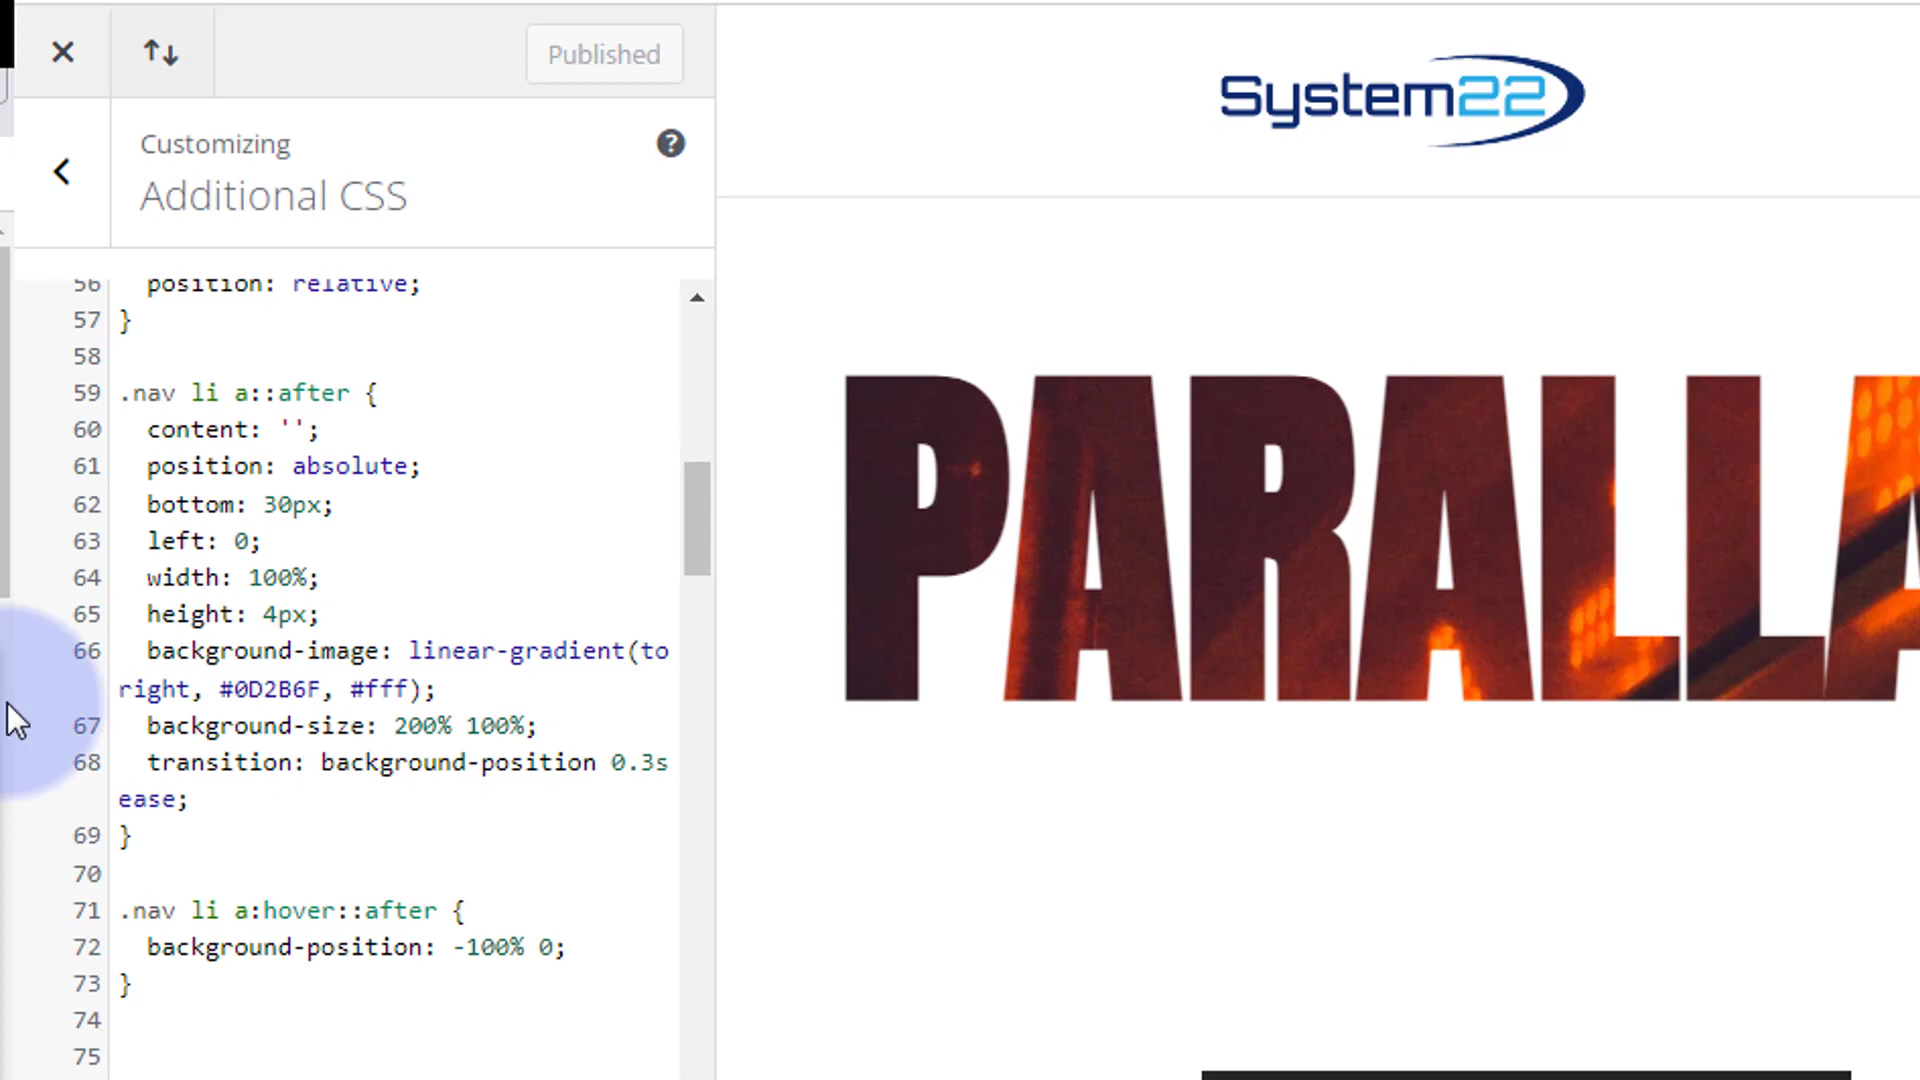 Published
System22
Customizing
Additional CSS
56 position: relative;
57 }
58
59 .nav li a::after {
60 content: '';
61 position: absolute;
62 bottom: 30px;
63 left: 0;
64 width: 100%;
65 height: 4px;
66 background-image: linear-gradient(to
right, #0D2B6F, #fff);
67 background-size: 200% 100%;
68 transition: background-position 0.3s
ease;
69 }
70
71 .nav li a:hover::after {
72 background-position: -100% 0;
73 }
74
75
PARALLA